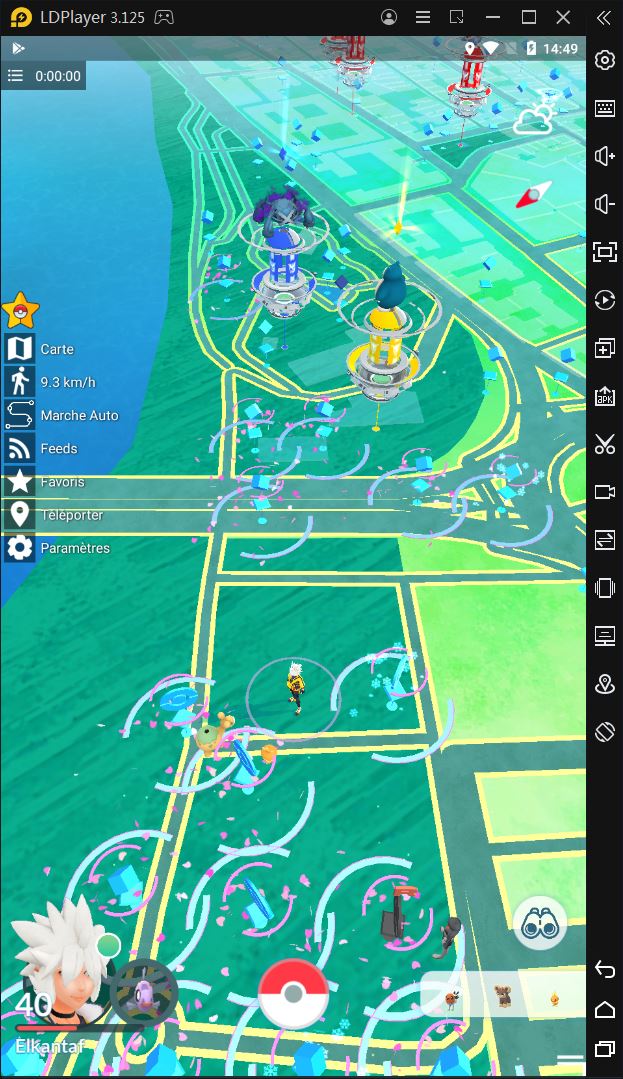 LDPlayer 3.125
14:49
0:00:00
Carte
9.3 km/h
Marche Auto
Feeds
Favoris
Téléporter
Paramètres
40
Elkantaf
APK